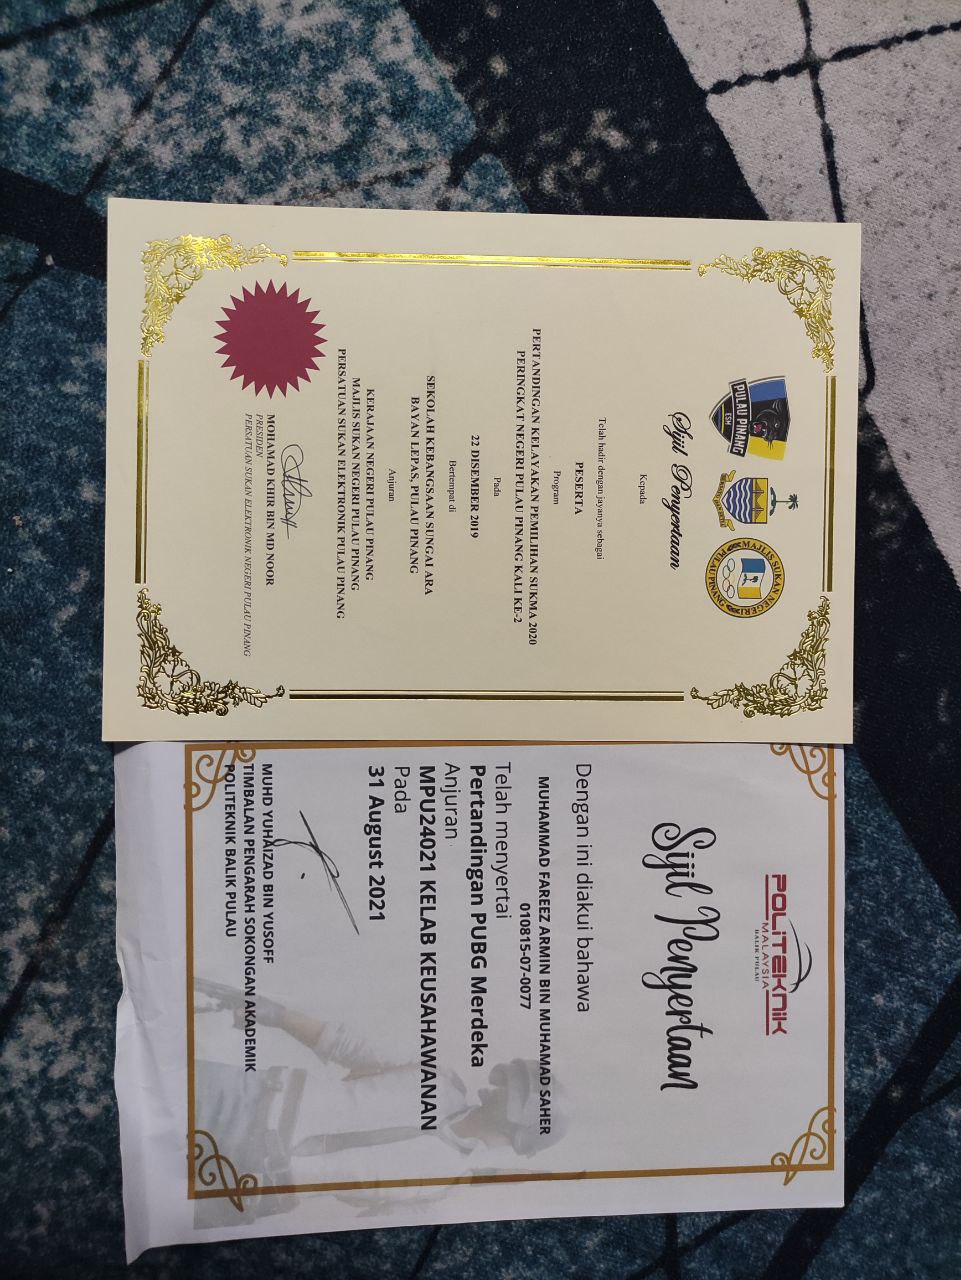 PULAU PINANG
ESM
BERSATU DAN SETIA
MAJLIS SUKAN NEGERI
PULAU PINANG
Sijil Penyertaan
Kepada
Telah hadir dengan jayanya sebagai
PESERTA
Program
PERTANDINGAN KELAYAKAN PEMILIHAN SUKMA 2020
PERINGKAT NEGERI PULAU PINANG KALI KE-2
Pada
22 DISEMBER 2019
Bertempat di
SEKOLAH KEBANGSAAN SUNGAI ARA
BAYAN LEPAS, PULAU PINANG
Anjuran
KERAJAAN NEGERI PULAU PINANG
MAJLIS SUKAN NEGERI PULAU PINANG
PERSATUAN SUKAN ELEKTRONIK PULAU PINANG
MOHAMAD KHIR BIN MD NOOR
PRESIDEN
PERSATUAN SUKAN ELEKTRONIK NEGERI PULAU PINANG
POLITEKNIK
MALAYSIA
BALIK PULAU
Sijil Penyertaan
Dengan ini diakui bahawa
MUHAMMAD FAREEZ ARMIN BIN MUHAMAD SAHER
010815-07-0077
Telah menyertai
Pertandingan PUBG Merdeka
Anjuran
MPU24021 KELAB KEUSAHAWANAN
Pada
31 August 2021
MUHD YUHAIZAD BIN YUSOFF
TIMBALAN PENGARAH SOKONGAN AKADEMIK
POLITEKNIK BALIK PULAU